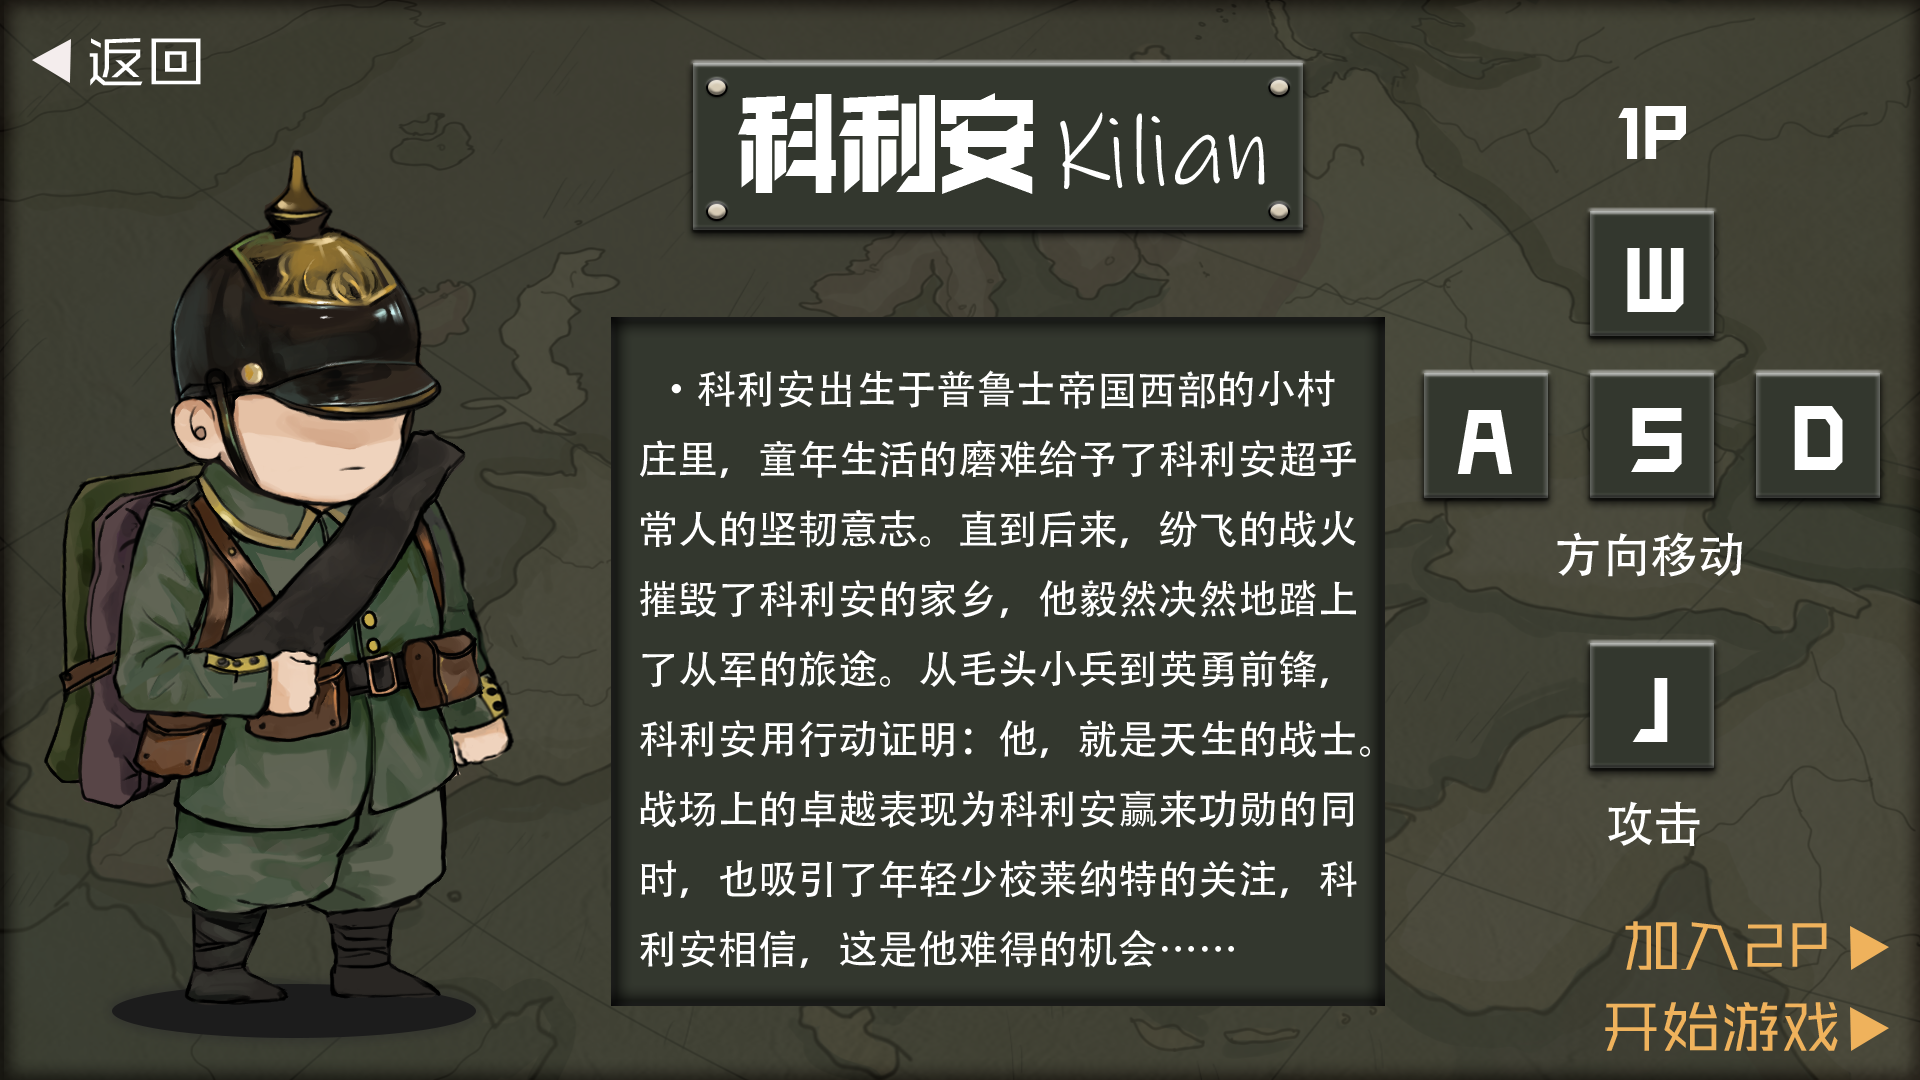 返回
科利安 Kilian
·科利安出生于普鲁士帝国西部的小村
庄里，童年生活的磨难给予了科利安超乎
常人的坚韧意志。直到后来，纷飞的战火
摧毁了科利安的家乡，他毅然决然地踏上
了从军的旅途。从毛头小兵到英勇前锋，
科利安用行动证明：他，就是天生的战士。
战场上的卓越表现为科利安赢来功勋的同
时，也吸引了年轻少校莱纳特的关注，科
利安相信，这是他难得的机会……
1P
W
A S D
方向移动
J
攻击
加入2P
开始游戏